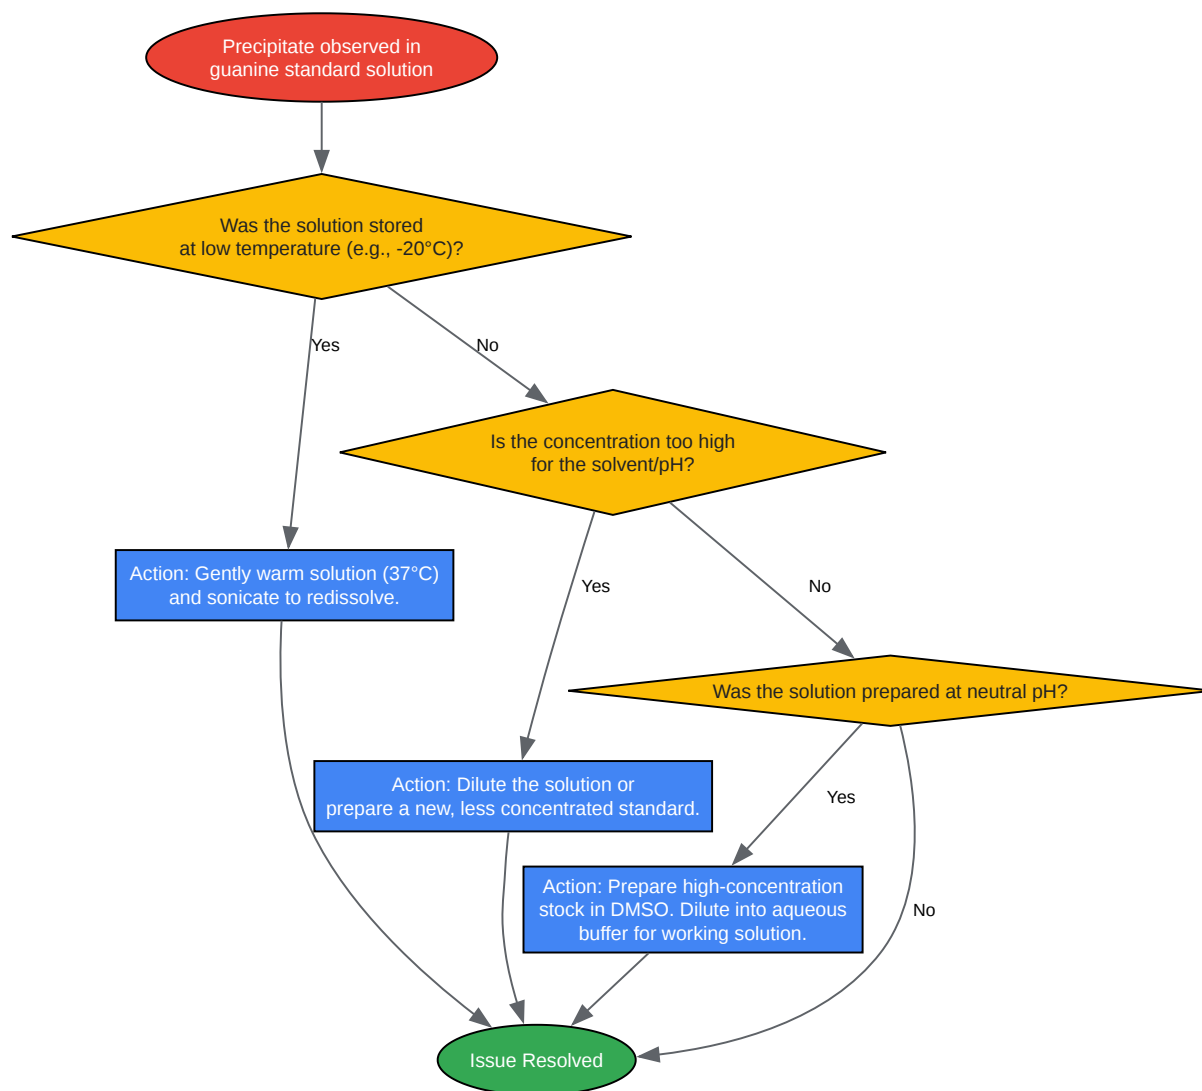 Precipitate observed in
guanine standard solution
Was the solution stored
at low temperature (e.g., -20°C)?
Yes
No
Is the concentration too high
for the solvent/pH?
Action: Gently warm solution (37°C)
and sonicate to redissolve.
Yes
No
Was the solution prepared at neutral pH?
Action: Dilute the solution or
prepare a new, less concentrated standard.
Yes
Action: Prepare high-concentration
stock in DMSO. Dilute into aqueous
buffer for working solution.
No
Issue Resolved